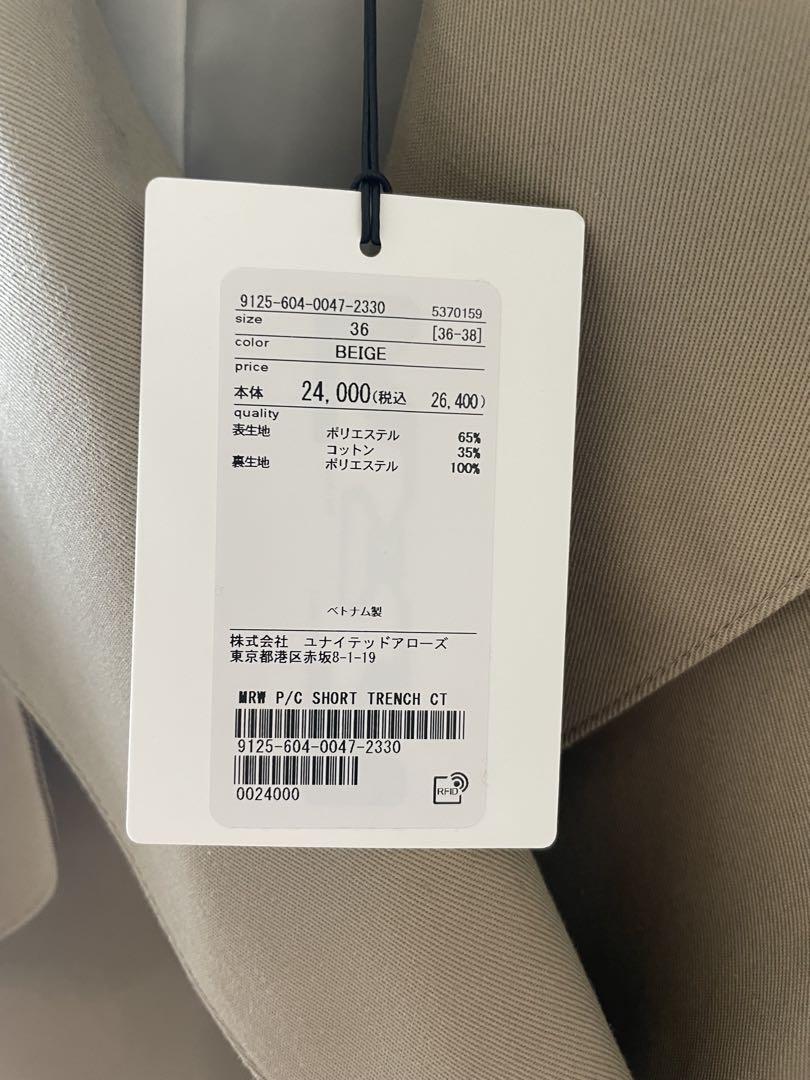 9125-604-0047-2330 5370159
size 36 [36-38]
color BEIGE
price
本体 24,000(税込 26,400)
quality
表生地 ポリエステル 65%
コットン 35%
裏生地 ポリエステル 100%
ベトナム製
株式会社 ユナイテッドアローズ
東京都港区赤坂8-1-19
MRW P/C SHORT TRENCH CT
9125-604-0047-2330
0024000 RFID